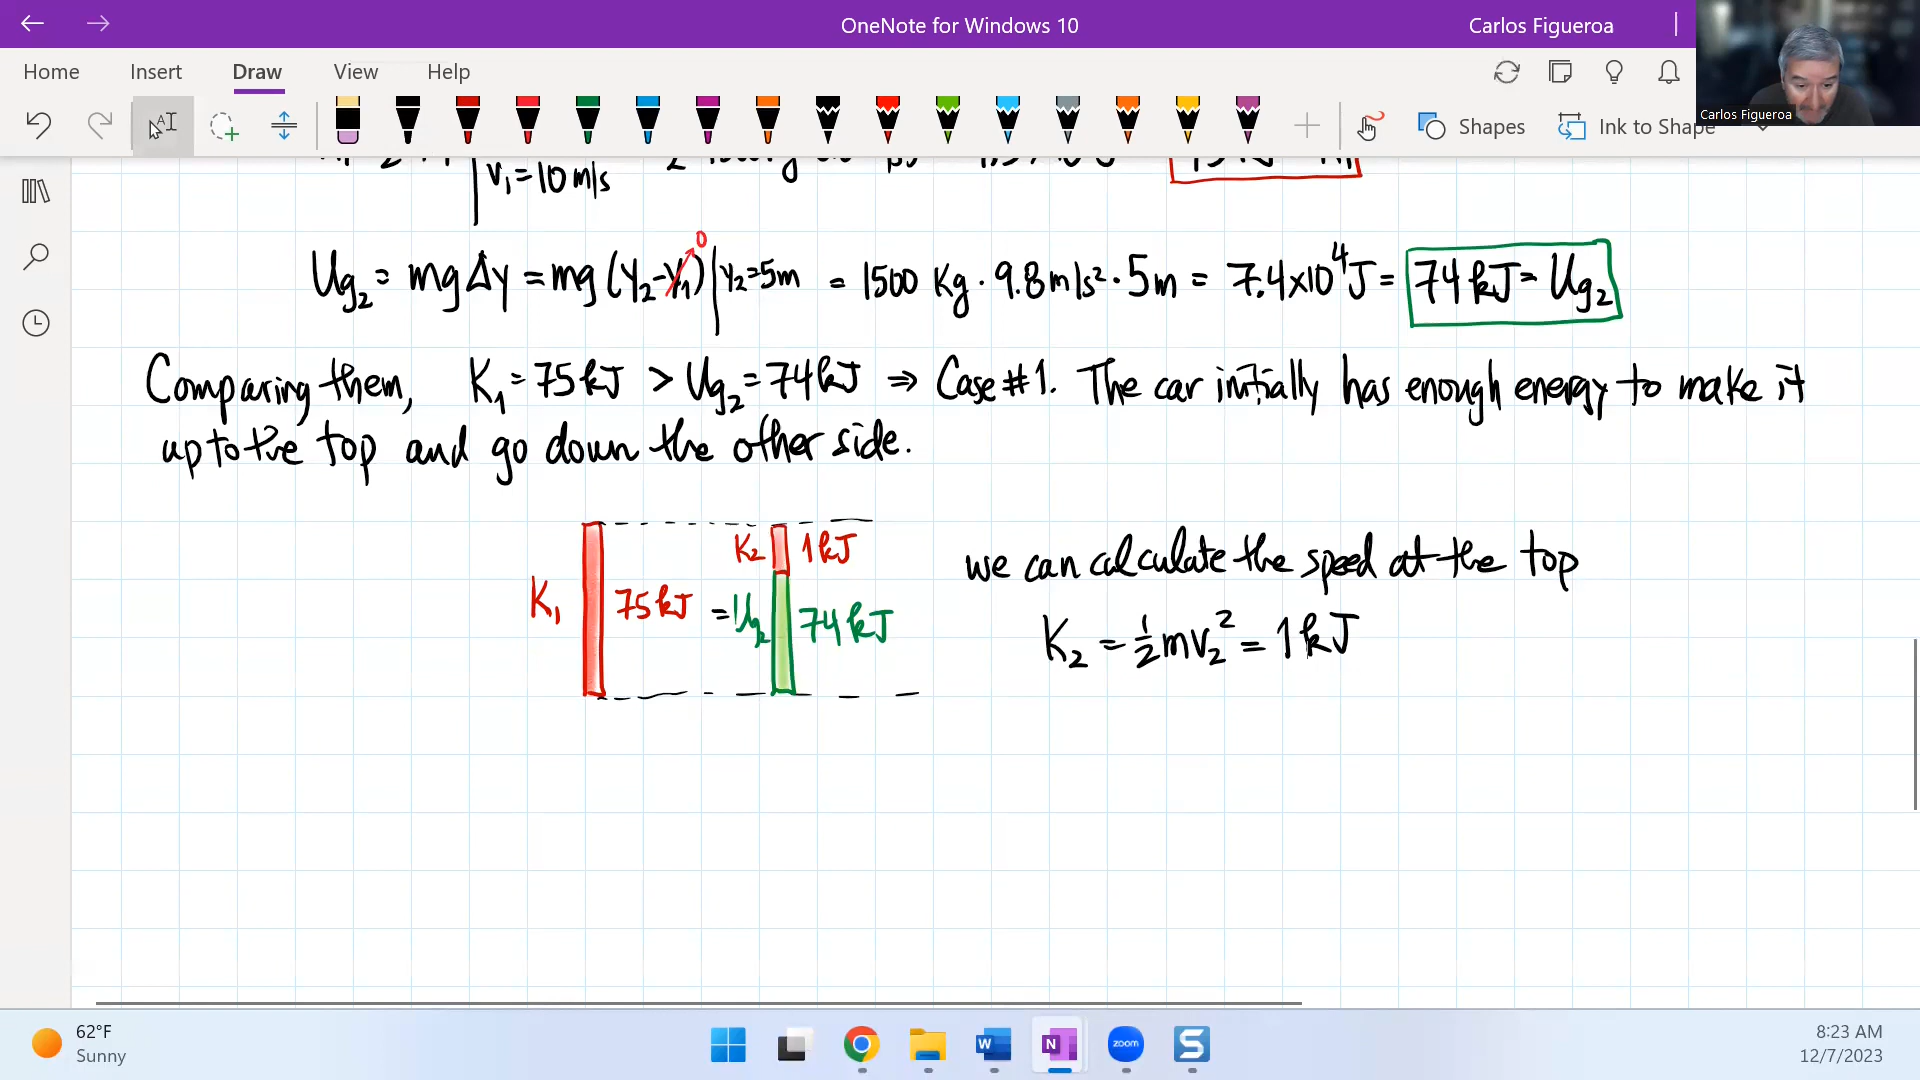 OneNote for Windows 10
Carlos Figueroa
Home Insert Draw View Help
Carlos Figueroa
Shapes Ink to Shape
V₁ = 10 m/s
Ug₂ = mgΔy = mg(y₂-y₁) 0 | y₂=5m = 1500 Kg · 9.8 m/s² · 5m = 7.4×10⁴J = 74 kJ = Ug₂
Comparing them, K₁ = 75kJ > Ug₂ = 74kJ ⇒ Case #1. The car initially has enough energy to make it
up to the top and go down the other side.
K₂ 1kJ
we can calculate the speed at the top
K₁ 75kJ = Ug₂ 74kJ
K₂ = ½mv₂² = 1kJ
62°F
Sunny
zoom
8:23 AM
12/7/2023